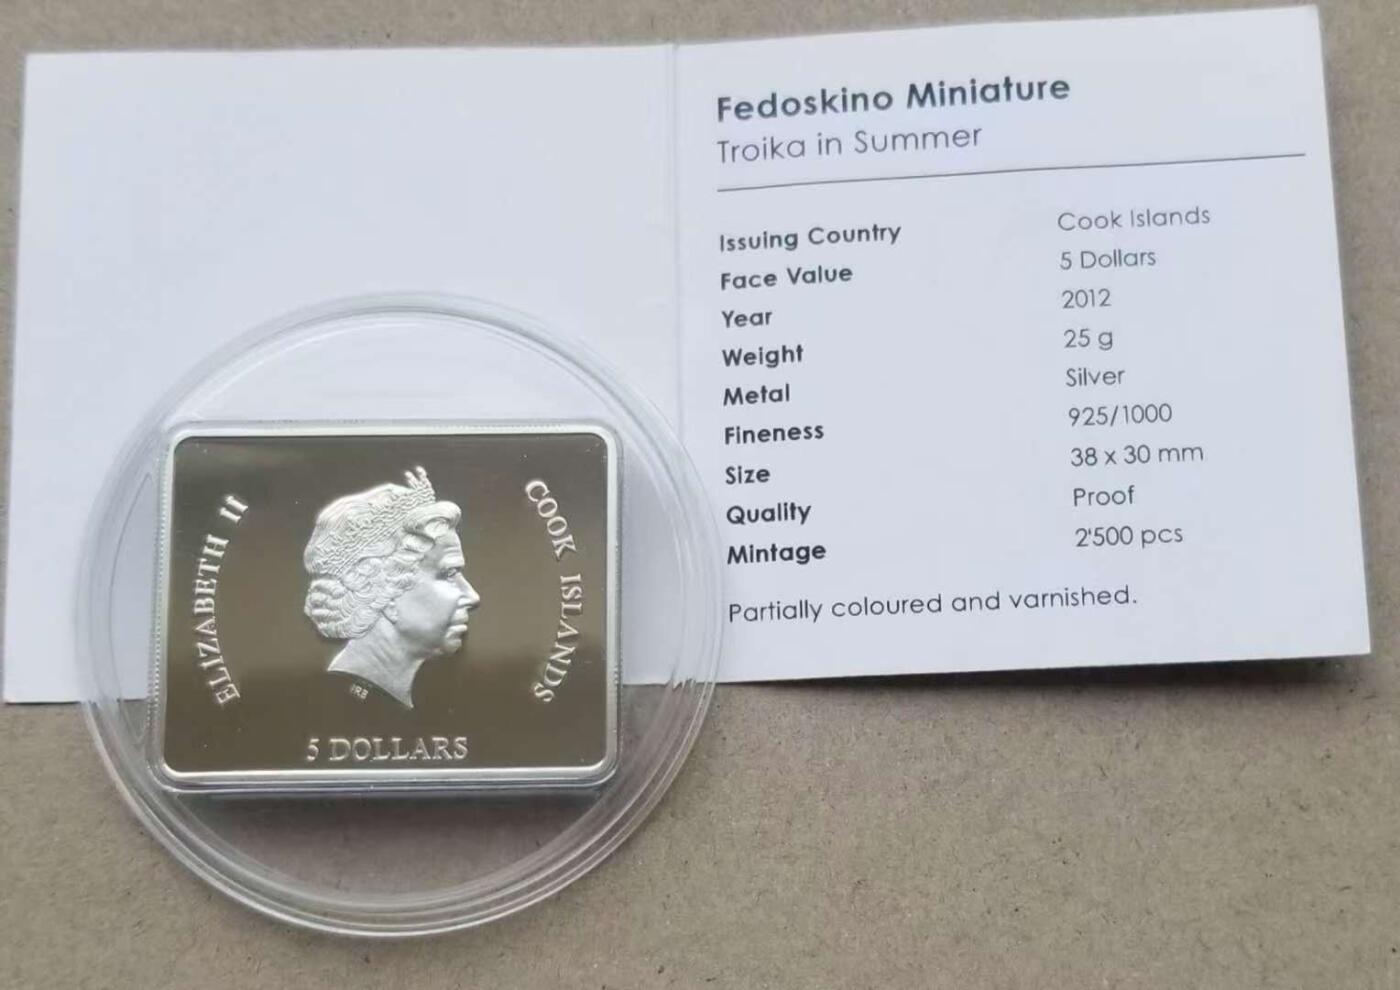 Fedoskino Miniature
Troika in Summer
Issuing Country Cook Islands
Face Value 5 Dollars
Year 2012
Weight 25 g
Metal Silver
Fineness 925/1000
Size 38 x 30 mm
Quality Proof
Mintage 2'500 pcs
Partially coloured and varnished.
ELIZABETH II
COOK ISLANDS
IRB
5 DOLLARS